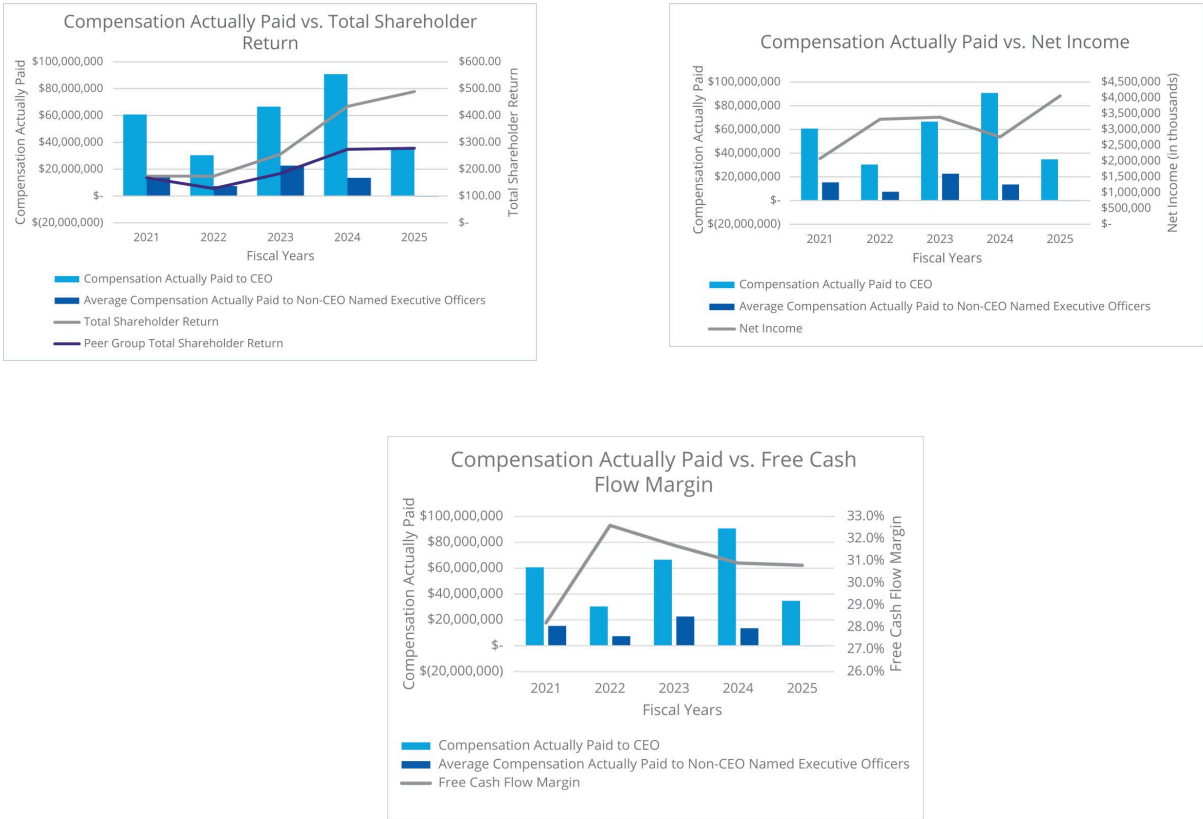 Compensation Actually Paid vs. Total Shareholder
Return
Compensation Actually Paid
$100,000,000
$80,000,000
$60,000,000
$40,000,000
$20,000,000
$-
$(20,000,000)
$600.00
$500.00
$400.00
$300.00
$200.00
$100.00
$-
Total Shareholder Return
2021 2022 2023 2024 2025
Fiscal Years
Compensation Actually Paid to CEO
Average Compensation Actually Paid to Non-CEO Named Executive Officers
Total Shareholder Return
Peer Group Total Shareholder Return
Compensation Actually Paid vs. Net Income
Compensation Actually Paid
$100,000,000
$80,000,000
$60,000,000
$40,000,000
$20,000,000
$-
$(20,000,000)
$4,500,000
$4,000,000
$3,500,000
$3,000,000
$2,500,000
$2,000,000
$1,500,000
$1,000,000
$500,000
$-
Net Income (in thousands)
2021 2022 2023 2024 2025
Fiscal Years
Compensation Actually Paid to CEO
Average Compensation Actually Paid to Non-CEO Named Executive Officers
Net Income
Compensation Actually Paid vs. Free Cash
Flow Margin
Compensation Actually Paid
$100,000,000
$80,000,000
$60,000,000
$40,000,000
$20,000,000
$-
$(20,000,000)
33.0%
32.0%
31.0%
30.0%
29.0%
28.0%
27.0%
26.0%
Free Cash Flow Margin
2021 2022 2023 2024 2025
Fiscal Years
Compensation Actually Paid to CEO
Average Compensation Actually Paid to Non-CEO Named Executive Officers
Free Cash Flow Margin